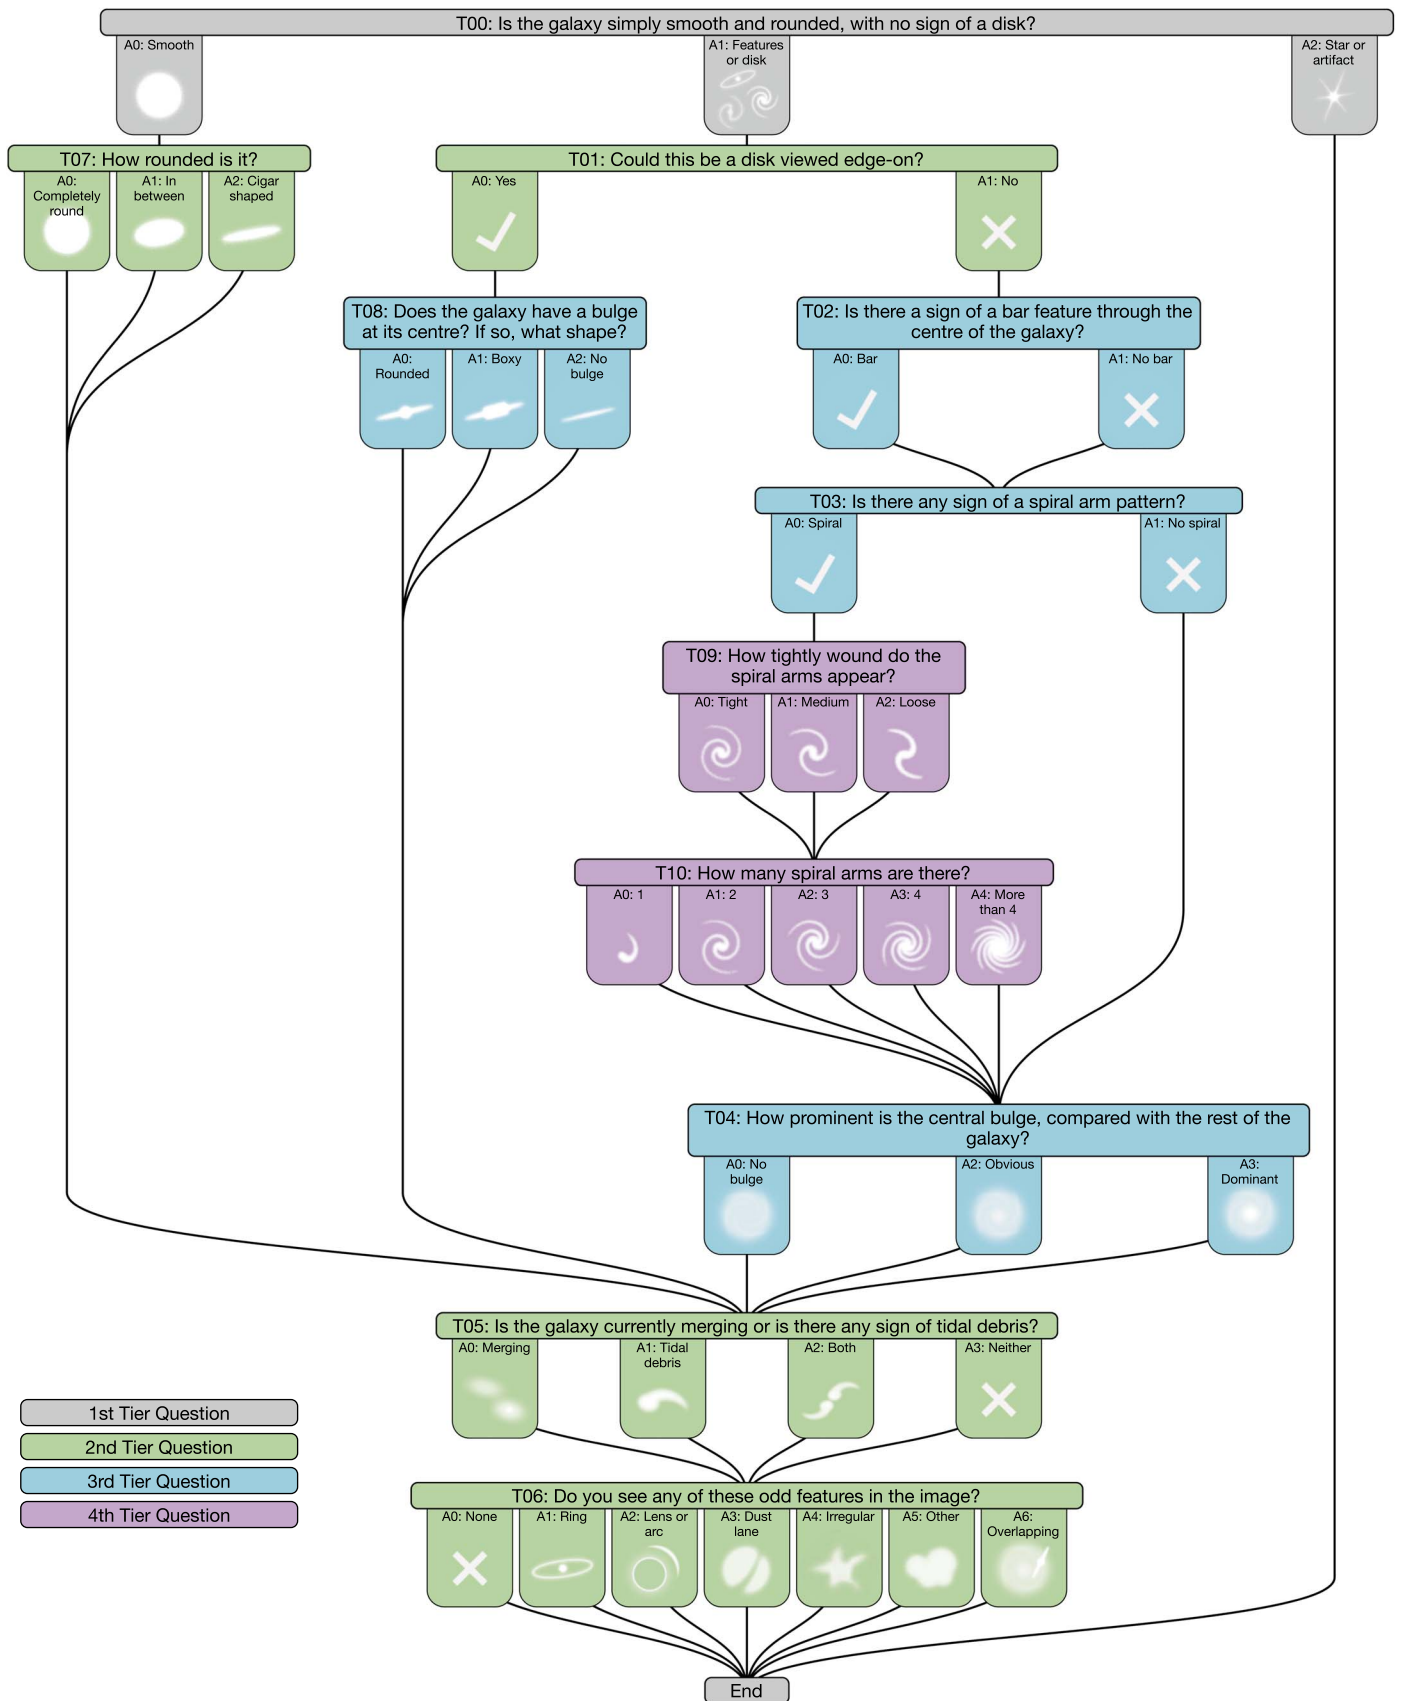 T00: Is the galaxy simply smooth and rounded, with no sign of a disk?
A0: Smooth
A1: Features
or disk
A2: Star or
artifact
T07: How rounded is it?
A0:
Completely
round
A1: In
between
A2: Cigar
shaped
T01: Could this be a disk viewed edge-on?
A0: Yes
A1: No
T08: Does the galaxy have a bulge
at its centre? If so, what shape?
A0:
Rounded
A1: Boxy
A2: No
bulge
T02: Is there a sign of a bar feature through the
centre of the galaxy?
A0: Bar
A1: No bar
T03: Is there any sign of a spiral arm pattern?
A0: Spiral
A1: No spiral
T09: How tightly wound do the
spiral arms appear?
A0: Tight
A1: Medium
A2: Loose
T10: How many spiral arms are there?
A0: 1
A1: 2
A2: 3
A3: 4
A4: More
than 4
T04: How prominent is the central bulge, compared with the rest of the
galaxy?
A0: No
bulge
A2: Obvious
A3:
Dominant
T05: Is the galaxy currently merging or is there any sign of tidal debris?
A0: Merging
A1: Tidal
debris
A2: Both
A3: Neither
T06: Do you see any of these odd features in the image?
A0: None
A1: Ring
A2: Lens or
arc
A3: Dust
lane
A4: Irregular
A5: Other
A6:
Overlapping
End
1st Tier Question
2nd Tier Question
3rd Tier Question
4th Tier Question